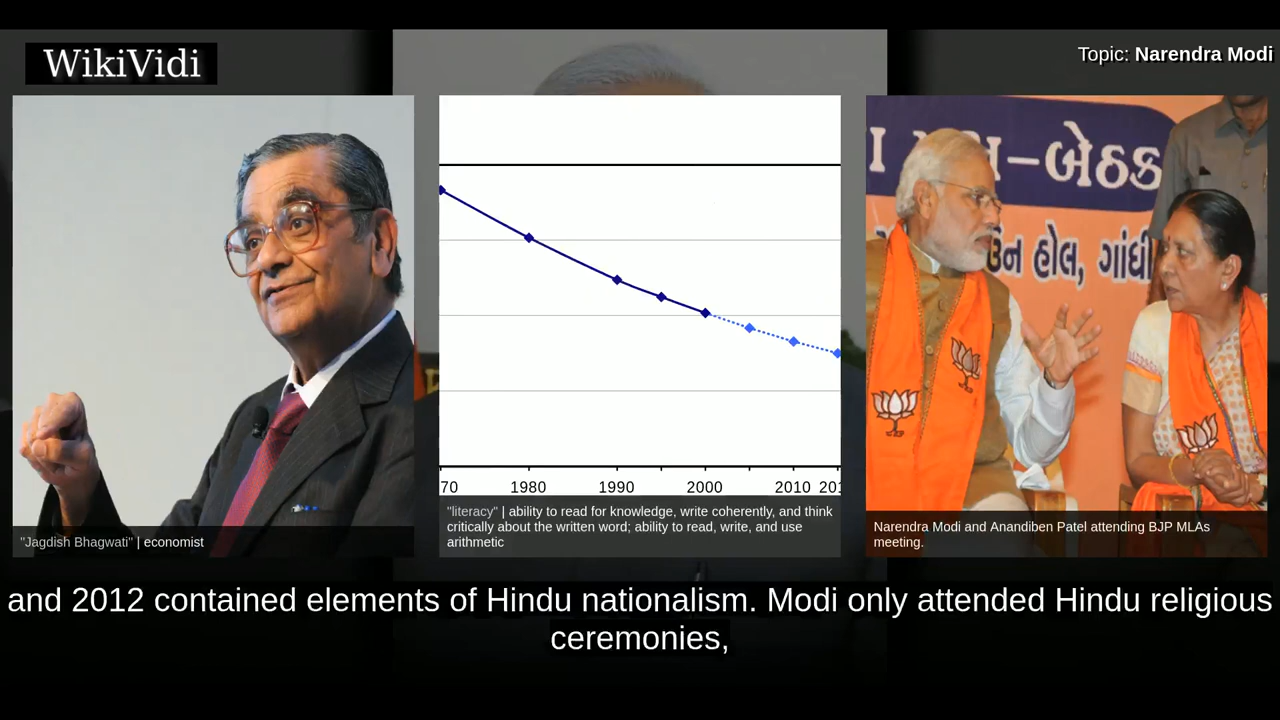 WikiVidi
Topic: Narendra Modi
બેઠક
હોલ, ગાંધી
70 1980 1990 2000 2010 201
"Jagdish Bhagwati" | economist
"literacy" | ability to read for knowledge, write coherently, and think
critically about the written word; ability to read, write, and use
arithmetic
Narendra Modi and Anandiben Patel attending BJP MLAs
meeting.
and 2012 contained elements of Hindu nationalism. Modi only attended Hindu religious
ceremonies,